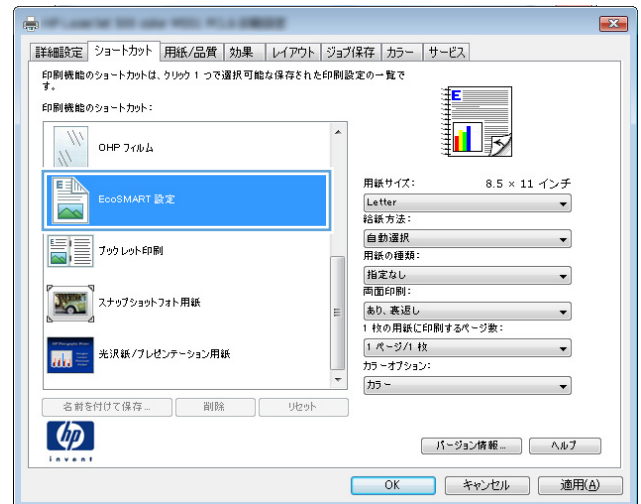 詳細設定 ショートカット 用紙/品質 効果 レイアウト ジョブ保存 カラー サービス
印刷機能のショートカットは、クリック 1 つで選択可能な保存された印刷設定の一覧で
す。
印刷機能のショートカット：
OHP フィルム
EcoSMART 設定
ブックレット印刷
スナップショットフォト用紙
光沢紙/プレゼンテーション用紙
名前を付けて保存...
削除
リセット
E
用紙サイズ：
8.5 × 11 インチ
Letter
給紙方法：
自動選択
用紙の種類：
指定なし
両面印刷：
あり、裏返し
1 枚の用紙に印刷するページ数：
1 ページ/1 枚
カラーオプション：
カラー
hp
invent
バージョン情報...
ヘルプ
OK
キャンセル
適用(A)